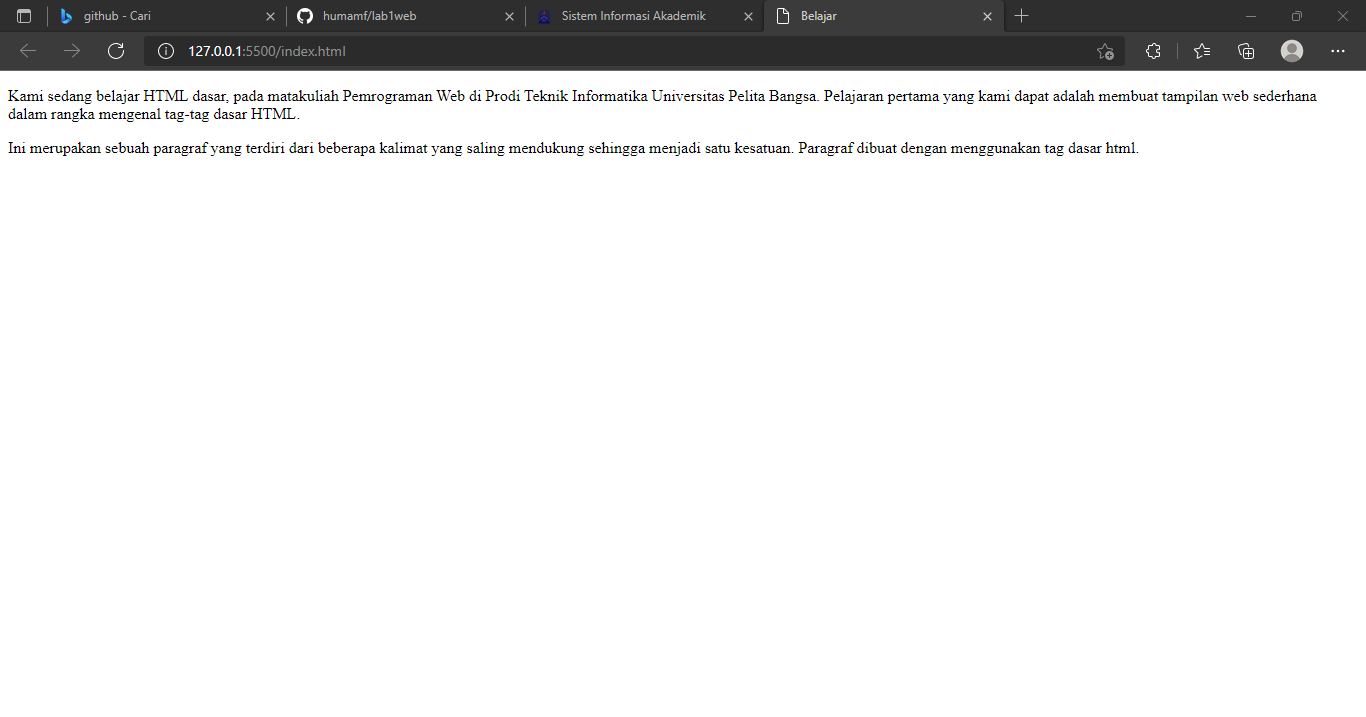 github - Cari
humamf/lab1web
Sistem Informasi Akademik
Belajar
127.0.0.1:5500/index.html
Kami sedang belajar HTML dasar, pada matakuliah Pemrograman Web di Prodi Teknik Informatika Universitas Pelita Bangsa. Pelajaran pertama yang kami dapat adalah membuat tampilan web sederhana
dalam rangka mengenal tag-tag dasar HTML.
Ini merupakan sebuah paragraf yang terdiri dari beberapa kalimat yang saling mendukung sehingga menjadi satu kesatuan. Paragraf dibuat dengan menggunakan tag dasar html.